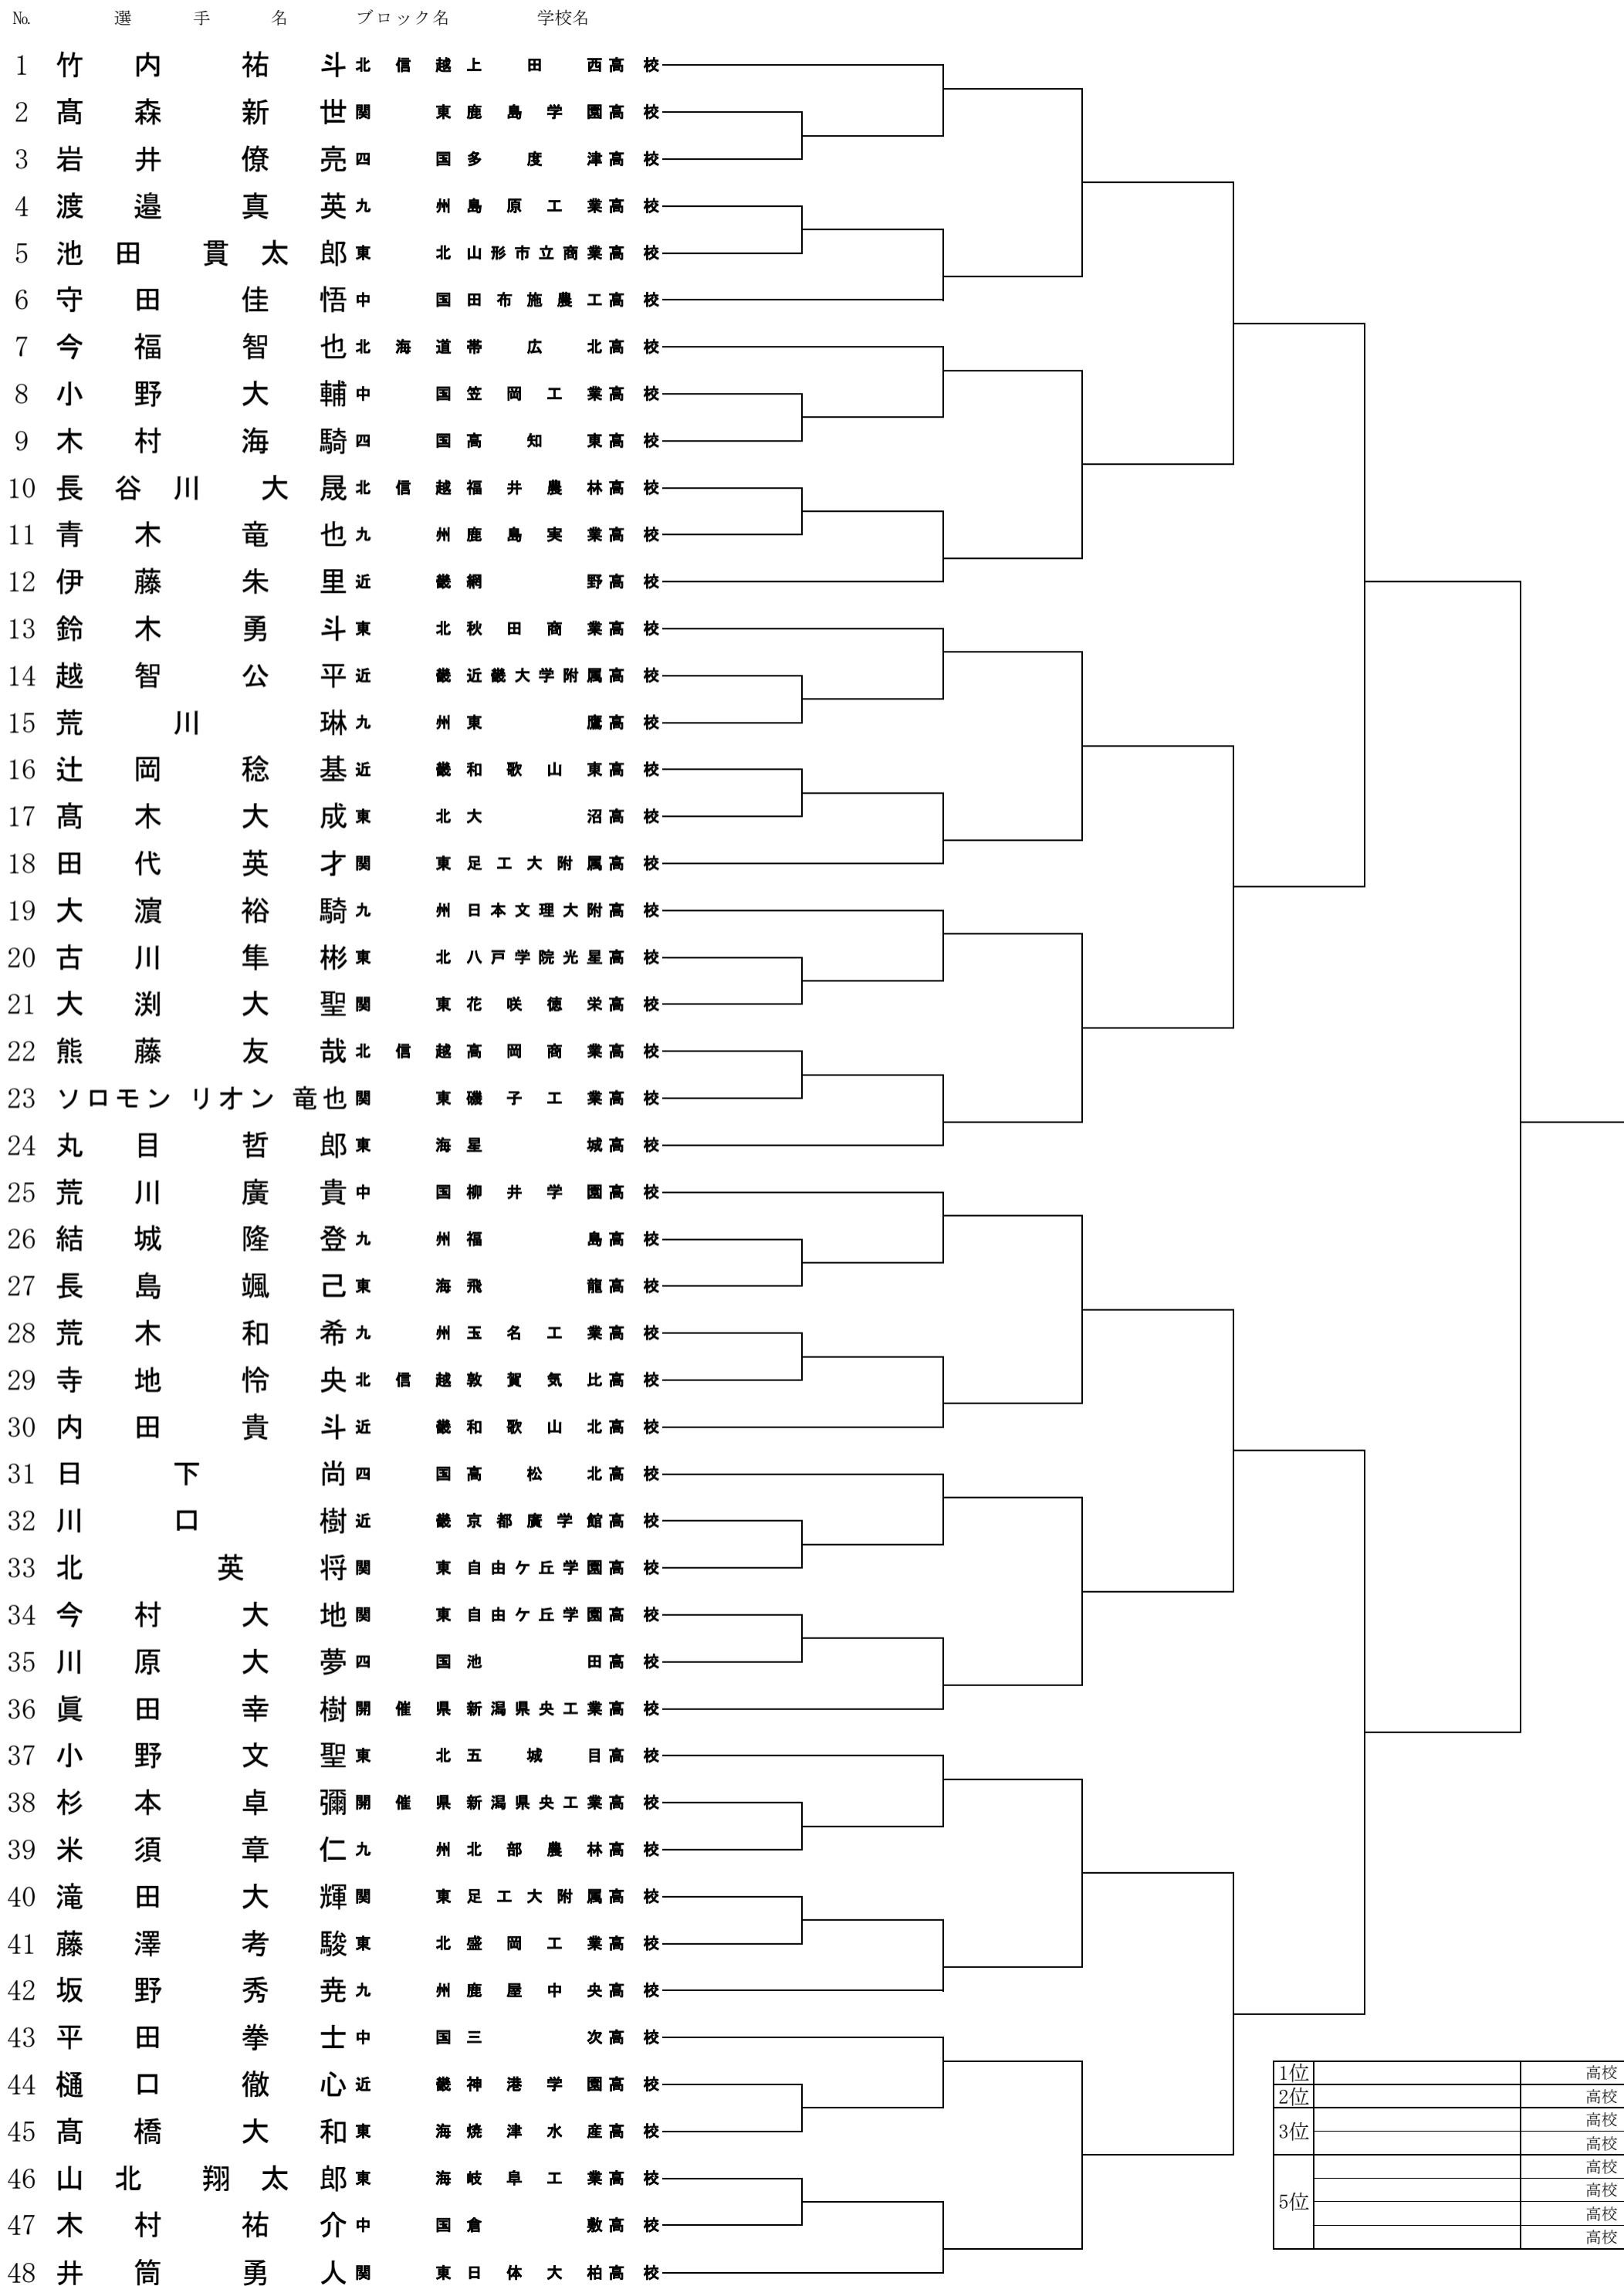 № 選手名 ブロック名 学校名
1 竹内祐斗 北信越 上田西高校
2 髙森新世 関東 鹿島学園高校
3 岩井僚亮 四国 多度津高校
4 渡邉真英 九州 島原工業高校
5 池田貫太郎 東北 山形市立商業高校
6 守田佳悟 中国 田布施農工高校
7 今福智也 北海道 帯広北高校
8 小野大輔 中国 笠岡工業高校
9 木村海騎 四国 高知東高校
10 長谷川大晟 北信越 福井農林高校
11 青木竜也 九州 鹿島実業高校
12 伊藤朱里 近畿 網野高校
13 鈴木勇斗 東北 秋田商業高校
14 越智公平 近畿 近畿大学附属高校
15 荒川琳 九州 東鷹高校
16 辻岡稔基 近畿 和歌山東高校
17 髙木大成 東北 大沼高校
18 田代英才 関東 足工大附属高校
19 大濵裕騎 九州 日本文理大附高校
20 古川隼彬 東北 八戸学院光星高校
21 大渕大聖 関東 花咲徳栄高校
22 熊藤友哉 北信越 高岡商業高校
23 ソロモン リオン 竜也 関東 磯子工業高校
24 丸目哲郎 東海 星城高校
25 荒川廣貴 中国 柳井学園高校
26 結城隆登 九州 福島高校
27 長島颯己 東海 飛龍高校
28 荒木和希 九州 玉名工業高校
29 寺地怜央 北信越 敦賀気比高校
30 内田貴斗 近畿 和歌山北高校
31 日下尚 四国 高松北高校
32 川口樹 近畿 京都廣学館高校
33 北英将 関東 自由ケ丘学園高校
34 今村大地 関東 自由ケ丘学園高校
35 川原大夢 四国 池田高校
36 眞田幸樹 開催県 新潟県央工業高校
37 小野文聖 東北 五城目高校
38 杉本卓彌 開催県 新潟県央工業高校
39 米須章仁 九州 北部農林高校
40 滝田大輝 関東 足工大附属高校
41 藤澤考駿 東北 盛岡工業高校
42 坂野秀尭 九州 鹿屋中央高校
43 平田拳士 中国 三次高校
44 樋口徹心 近畿 神港学園高校
45 髙橋大和 東海 焼津水産高校
46 山北翔太郎 東海 岐阜工業高校
47 木村祐介 中国 倉敷高校
48 井筒勇人 関東 日体大柏高校
1位 高校
2位 高校
3位 高校
高校
5位 高校
高校
高校
高校